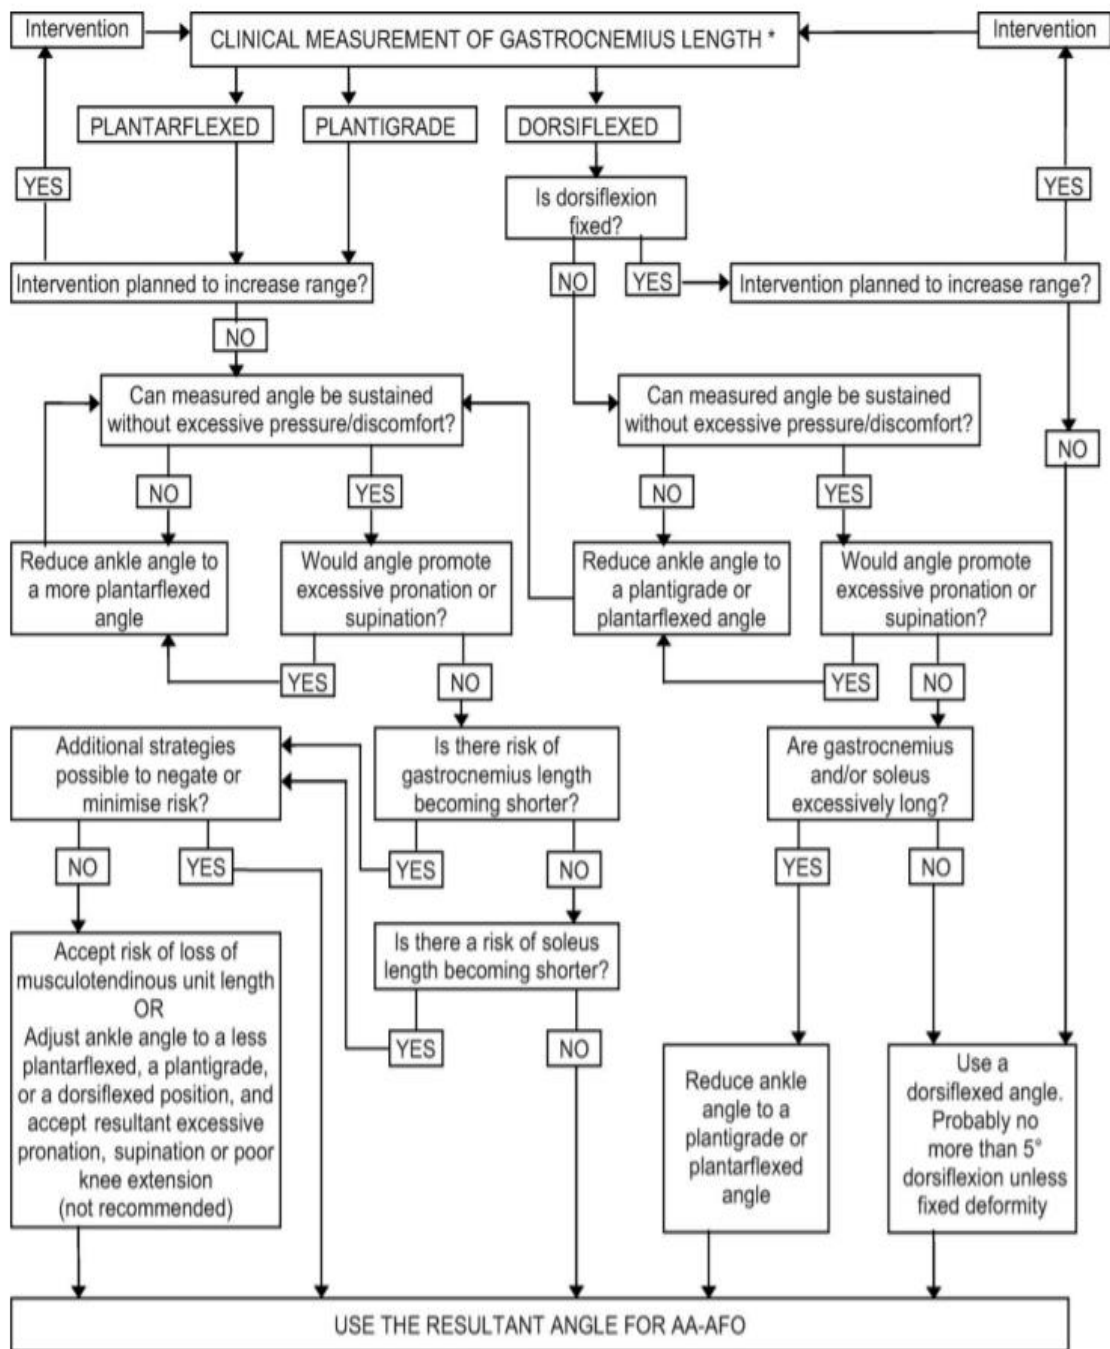 Intervention
CLINICAL MEASUREMENT OF GASTROCNEMIUS LENGTH *
Intervention
PLANTARFLEXED
PLANTIGRADE
DORSIFLEXED
YES
YES
Is dorsiflexion
fixed?
Intervention planned to increase range?
NO
YES
Intervention planned to increase range?
NO
Can measured angle be sustained
without excessive pressure/discomfort?
Can measured angle be sustained
without excessive pressure/discomfort?
NO
NO
YES
NO
YES
Reduce ankle angle to
a more plantarflexed
angle
Would angle promote
excessive pronation or
supination?
Reduce ankle angle to
a plantigrade or
plantarflexed angle
Would angle promote
excessive pronation or
supination?
YES
NO
YES
NO
Additional strategies
possible to negate or
minimise risk?
Is there risk of
gastrocnemius length
becoming shorter?
Are gastrocnemius
and/or soleus
excessively long?
NO
YES
YES
NO
YES
NO
Accept risk of loss of
musculotendinous unit length
OR
Adjust ankle angle to a less
plantarflexed, a plantigrade,
or a dorsiflexed position, and
accept resultant excessive
pronation, supination or poor
knee extension
(not recommended)
Is there a risk of soleus
length becoming shorter?
YES
NO
Reduce ankle
angle to a
plantigrade or
plantarflexed
angle
Use a
dorsiflexed angle.
Probably no
more than 5°
dorsiflexion unless
fixed deformity
USE THE RESULTANT ANGLE FOR AA-AFO